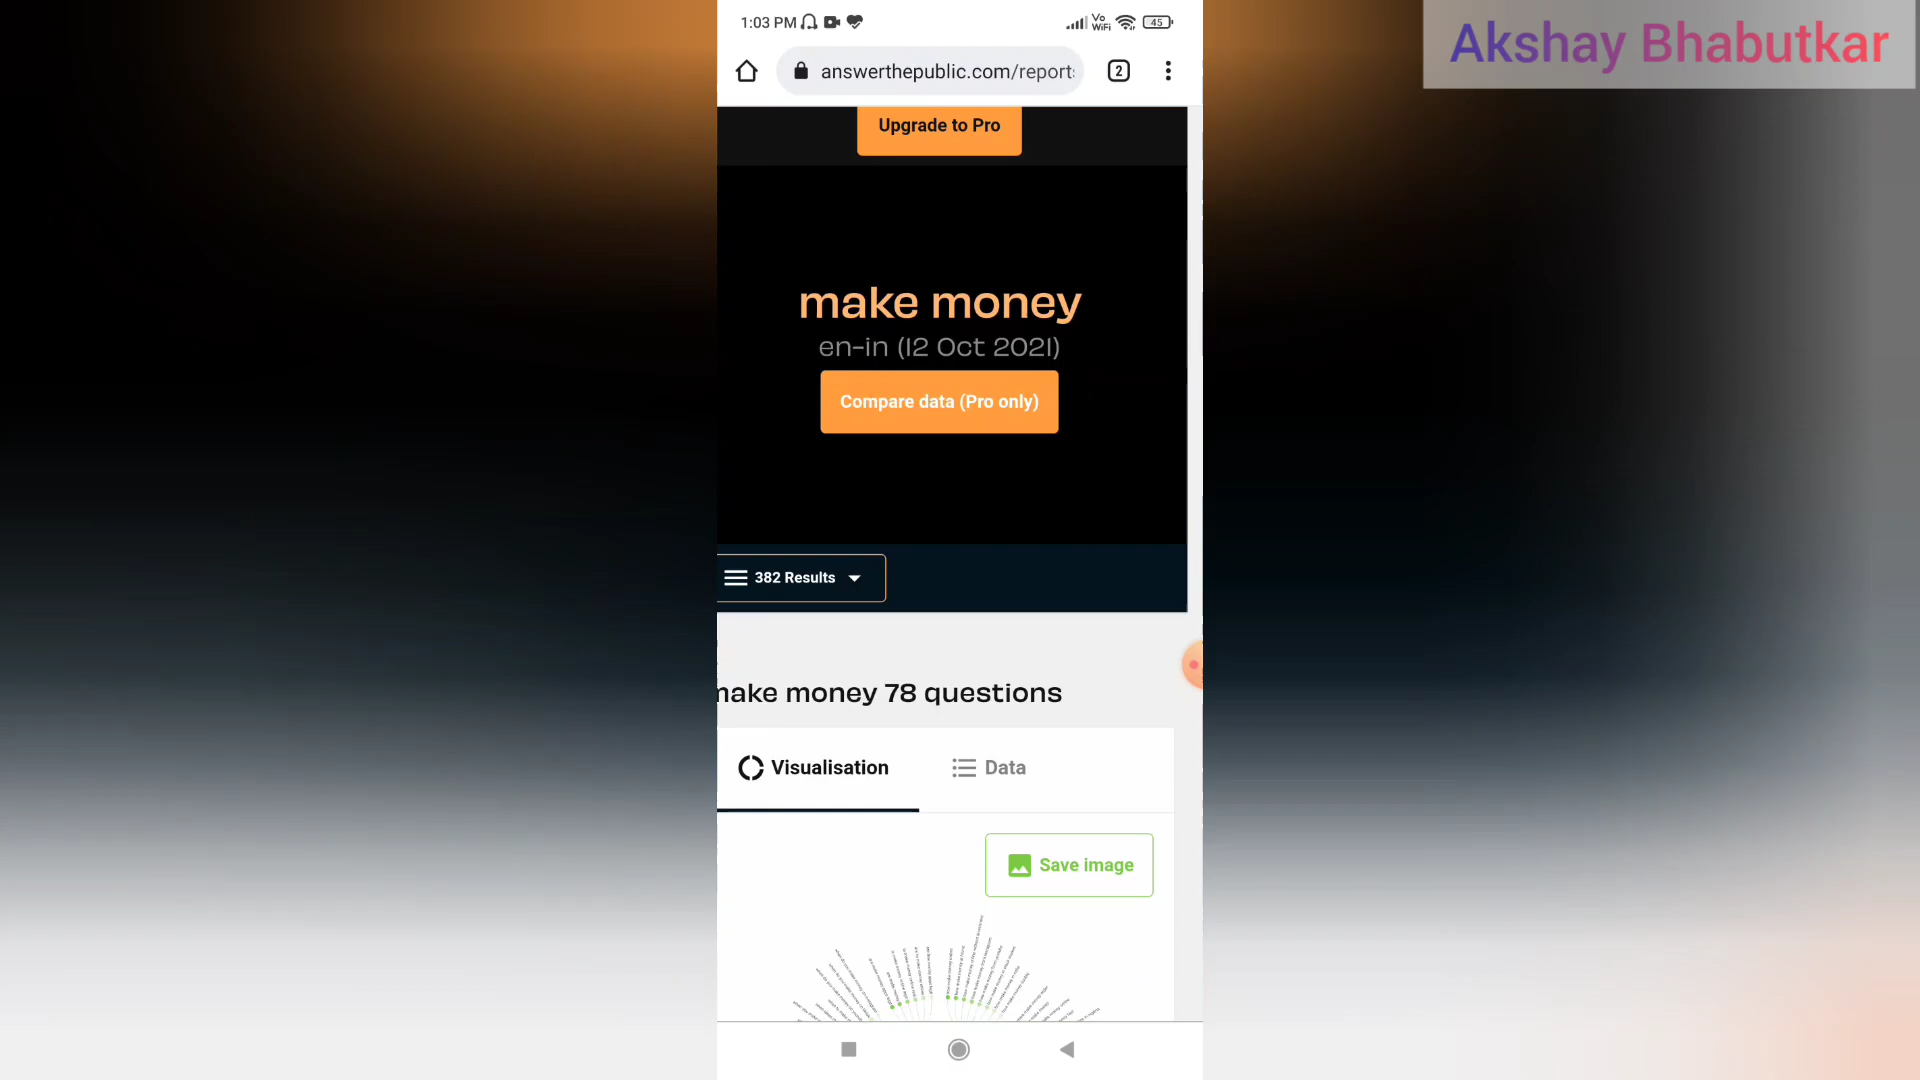 1:03 PM
Vo
WiFi
45
Akshay Bhabutkar
answerthepublic.com/report
2
Upgrade to Pro
make money
en-in (12 Oct 2021)
Compare data (Pro only)
382 Results
make money 78 questions
Visualisation
Data
Save image